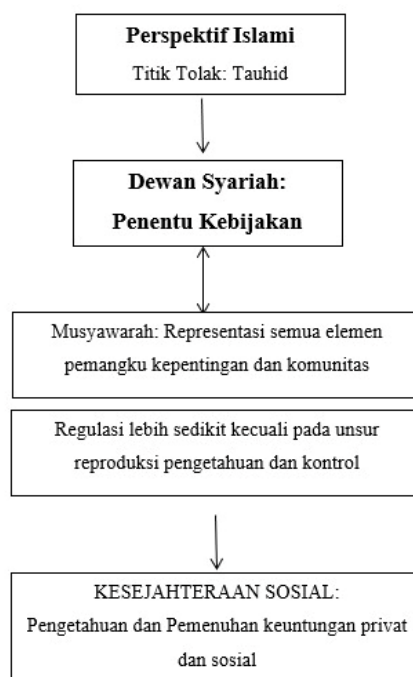 Perspektif Islami
Titik Tolak: Tauhid
Dewan Syariah:
Penentu Kebijakan
Musyawarah: Representasi semua elemen
pemangku kepentingan dan komunitas
Regulasi lebih sedikit kecuali pada unsur
reproduksi pengetahuan dan kontrol
KESEJAHTERAAN SOSIAL:
Pengetahuan dan Pemenuhan keuntungan privat
dan sosial